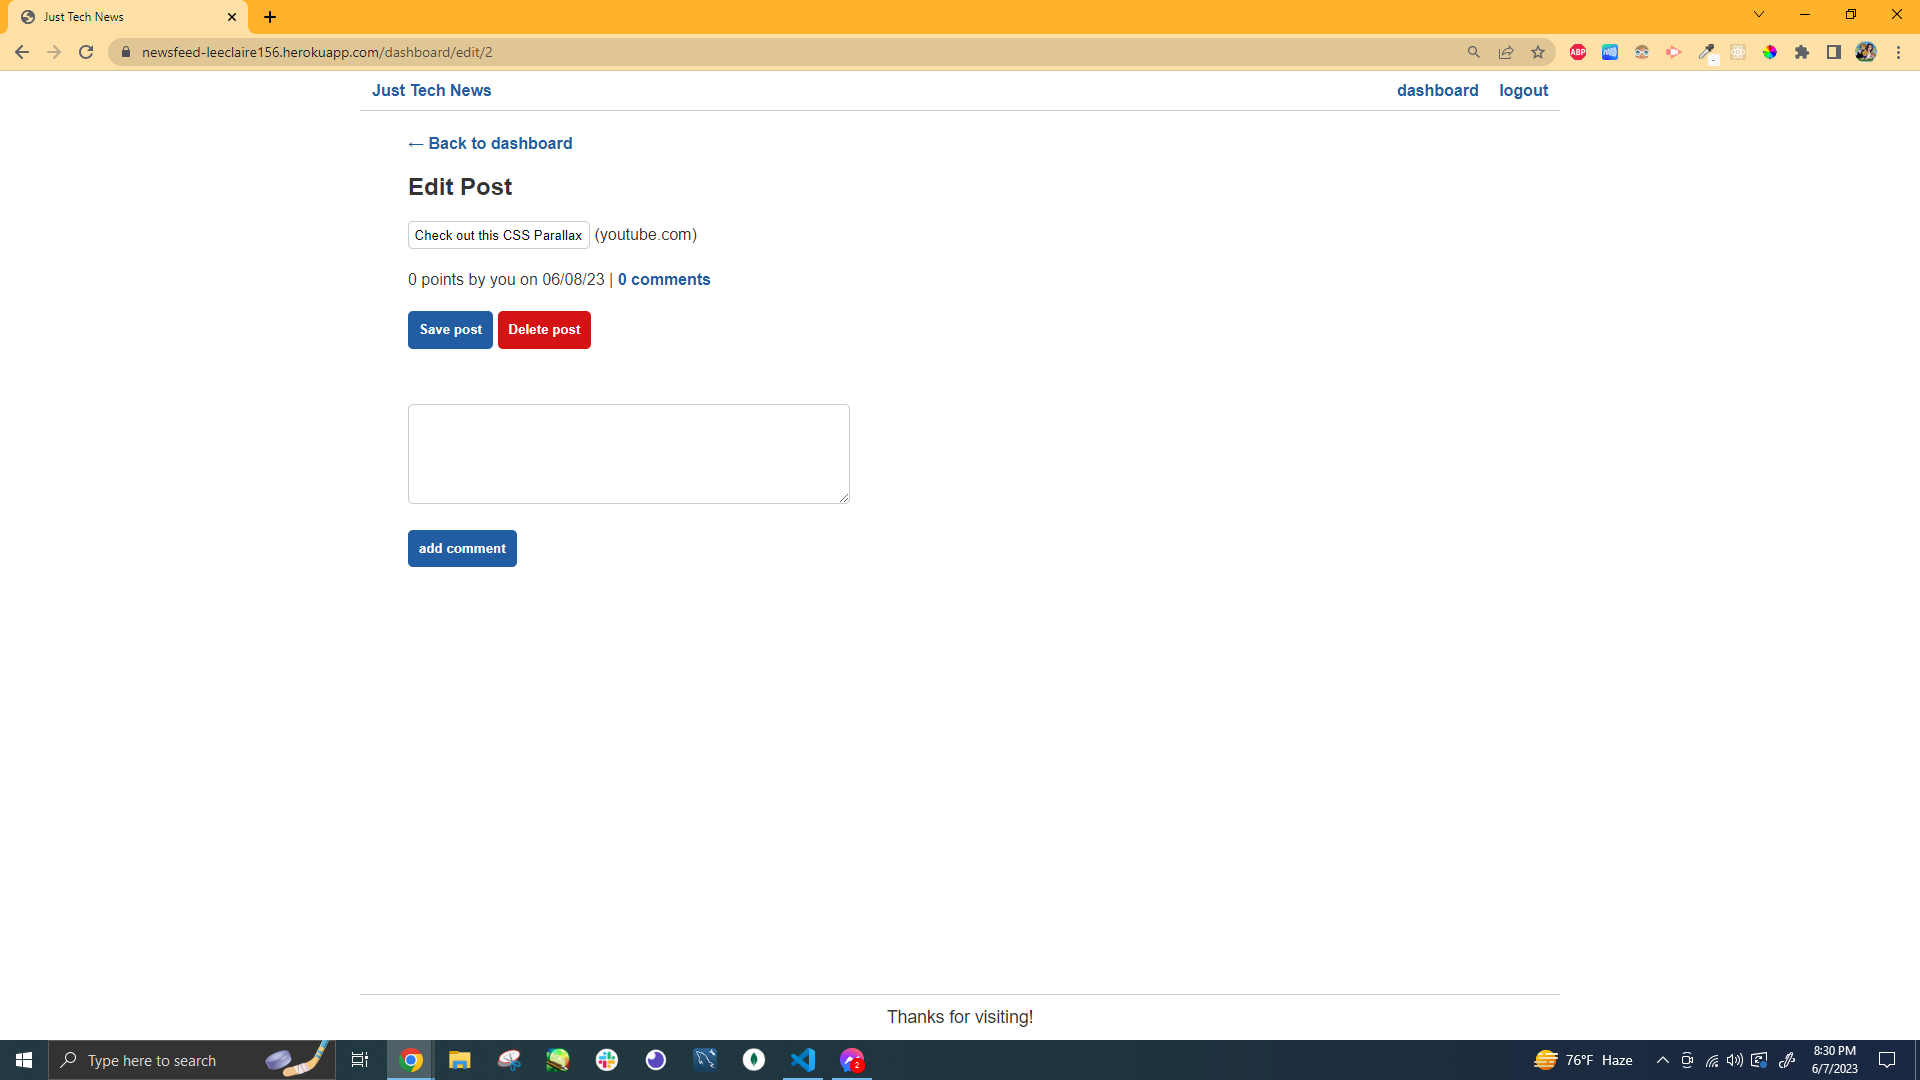 Just Tech News
newsfeed-leeclaire156.herokuapp.com/dashboard/edit/2
ABP
Just Tech News
dashboard
logout
← Back to dashboard
Edit Post
Check out this CSS Parallax (youtube.com)
0 points by you on 06/08/23 | 0 comments
Save post
Delete post
add comment
Thanks for visiting!
Type here to search
2
76°F Haze
8:30 PM
6/7/2023